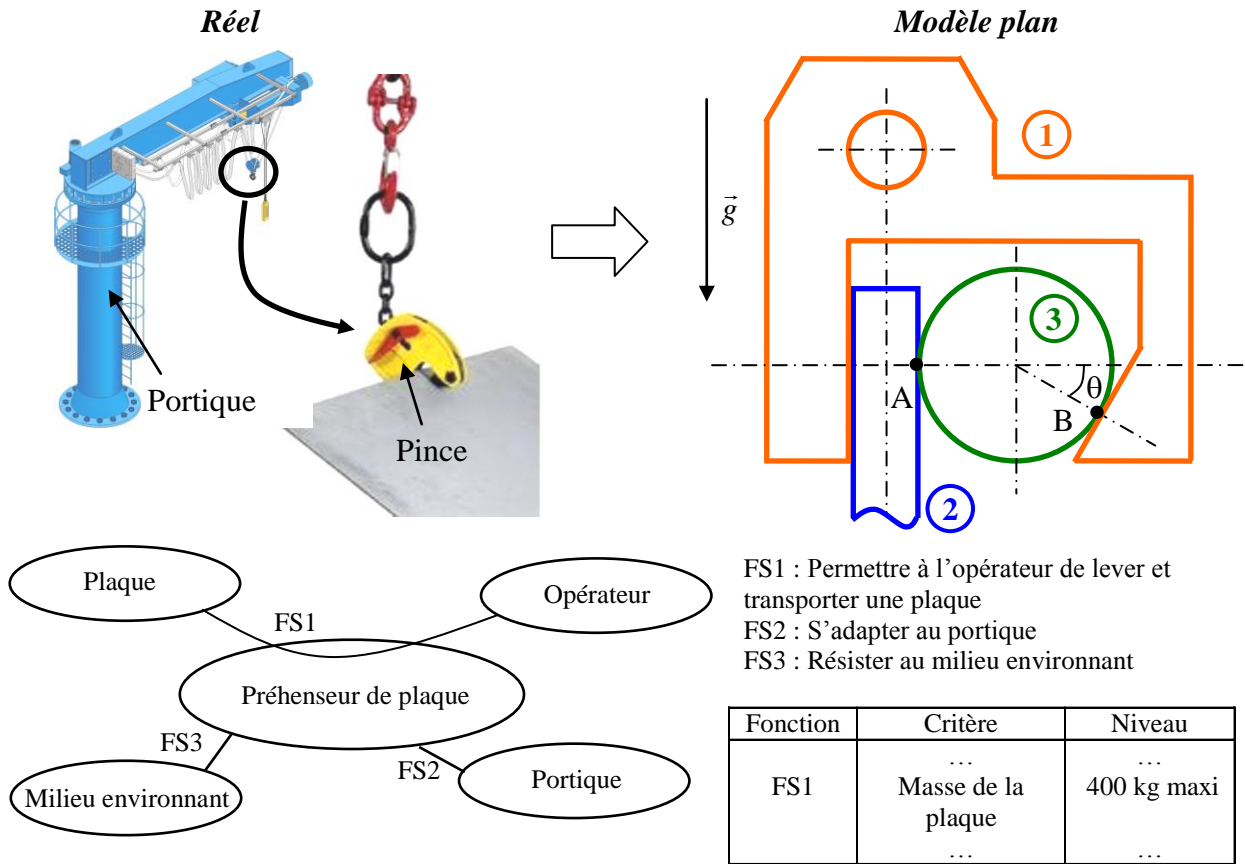 Réel
Modèle plan
1
g
3
A
θ
B
Portique
Pince
2
Plaque
Opérateur
FS1
Préhenseur de plaque
FS3
FS2
Milieu environnant
Portique
FS1 : Permettre à l’opérateur de lever et
transporter une plaque
FS2 : S’adapter au portique
FS3 : Résister au milieu environnant
Fonction Critère Niveau
… …
FS1 Masse de la 400 kg maxi
plaque
… …